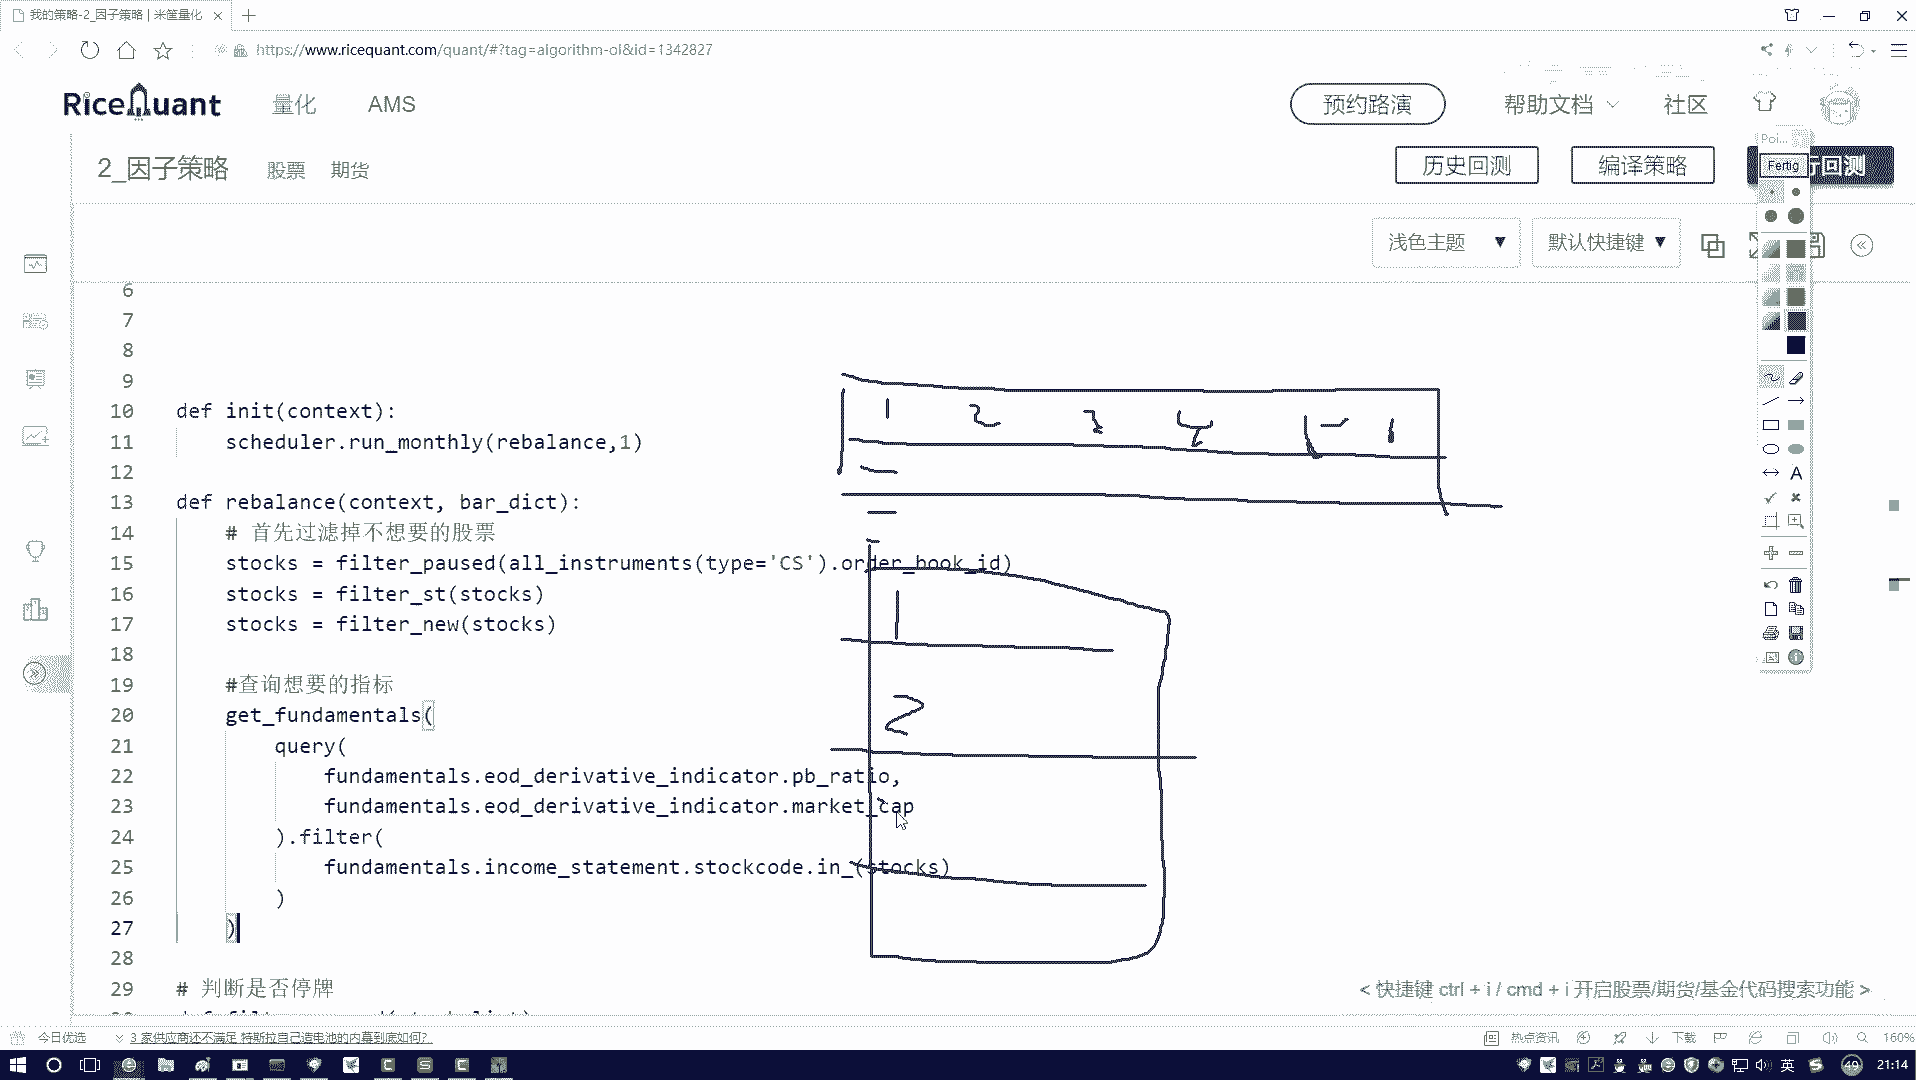 我的策略-2_因子策略 | 米筐量化
https://www.ricequant.com/quant/#?tag=algorithm-ol&id=1342827
RiceQuant 量化 AMS 预约路演 帮助文档 社区
2_因子策略 股票 期货 历史回测 编译策略 行回测
Poi...
Fertig
浅色主题 ▼ 默认快捷键 ▼
6
7
8
9
10 def init(context):
11 scheduler.run_monthly(rebalance,1)
12
13 def rebalance(context, bar_dict):
14 # 首先过滤掉不想要的股票
15 stocks = filter_paused(all_instruments(type='CS').order_book_id)
16 stocks = filter_st(stocks)
17 stocks = filter_new(stocks)
18
19 #查询想要的指标
20 get_fundamentals(
21 query(
22 fundamentals.eod_derivative_indicator.pb_ratio,
23 fundamentals.eod_derivative_indicator.market_cap
24 ).filter(
25 fundamentals.income_statement.stockcode.in_(stocks)
26 )
27 )
28
29 # 判断是否停牌
1 2 3 4
1
2
A
< 快捷键 ctrl + i / cmd + i 开启股票/期货/基金代码搜索功能 >
今日优选 3 家供应商还不满足 特斯拉自己造电池的内幕到底如何? 热点资讯 下载 160%
英 49 21:14